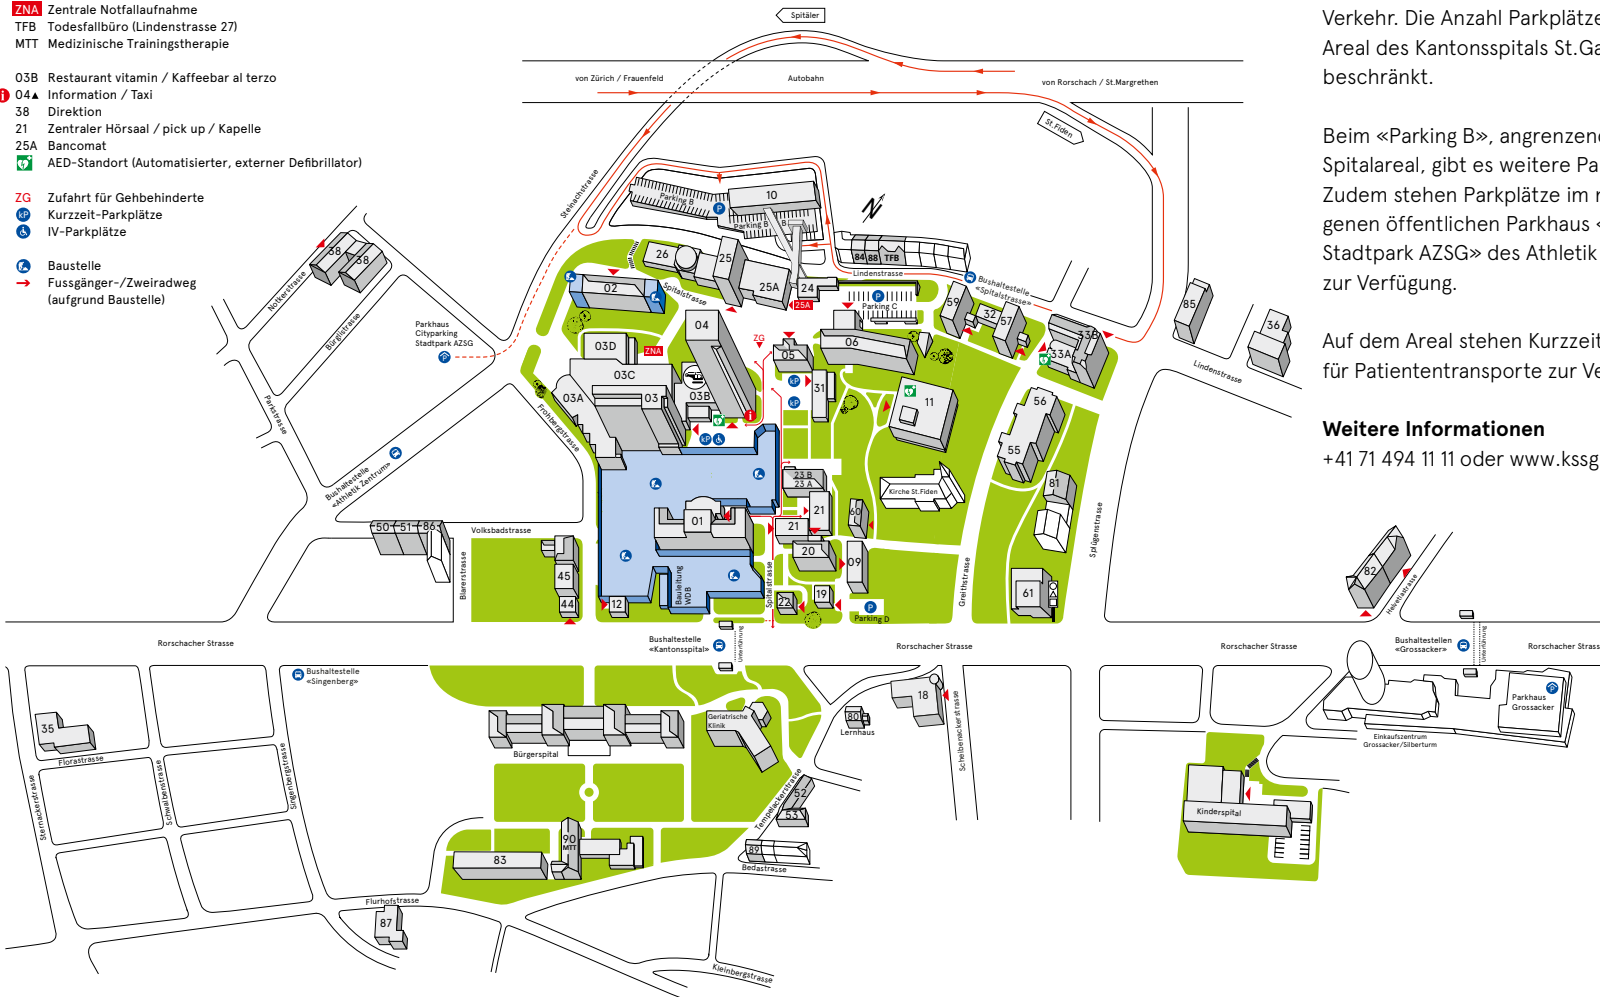 ZNA Zentrale Notfallaufnahme
TFB Todesfallbüro (Lindenstrasse 27)
MTT Medizinische Trainingstherapie
03B Restaurant vitamin / Kaffeebar al terzo
i 04▲ Information / Taxi
38 Direktion
21 Zentraler Hörsaal / pick up / Kapelle
25A Bancomat
AED-Standort (Automatisierter, externer Defibrillator)
ZG Zufahrt für Gehbehinderte
kP Kurzzeit-Parkplätze
IV-Parkplätze
Baustelle
→ Fussgänger-/Zweiradweg
(aufgrund Baustelle)
Verkehr. Die Anzahl Parkplätze
Areal des Kantonsspitals St.Ga
beschränkt.
Beim «Parking B», angrenzend
Spitalareal, gibt es weitere Pa
Zudem stehen Parkplätze im n
genen öffentlichen Parkhaus «
Stadtpark AZSG» des Athletik
zur Verfügung.
Auf dem Areal stehen Kurzzeit
für Patiententransporte zur Ve
Weitere Informationen
+41 71 494 11 11 oder www.kssg
Spitäler
von Zürich / Frauenfeld
Autobahn
von Rorschach / St.Margrethen
St.Fiden
Steinachstrasse
Parking B
P
10
Parking B
B
26
25
25A
24
25A
84 88 TFB
Lindenstrasse
Bushaltestelle
«Spitalstrasse»
P
Parking C
59
32
57
33B
33A
85
36
Lindenstrasse
38
38
Notkerstrasse
Bürglistrasse
Parkstrasse
Parkhaus
Cityparking
Stadtpark AZSG
P
02
Spitalstrasse
04
03D
ZNA
03C
03A
03
03B
ZG
05
06
kP
kP
31
11
56
55
i
kP
Frohbergstrasse
Bushaltestelle
«Athletik Zentrum»
23 B
23 A
21
21
20
60
09
Kirche St.Fiden
81
Splügenstrasse
50 51 86
Volksbadstrasse
Blarerstrasse
45
44
12
01
Bauleitung
WDB
Spitalstrasse
22
19
P
Parking D
Greithstrasse
61
82
Helvetiastrasse
Rorschacher Strasse
Bushaltestelle
«Kantonsspital»
Unterführung
Rorschacher Strasse
Rorschacher Strasse
Bushaltestellen
«Grossacker»
Unterführung
Rorschacher Strass
Bushaltestelle
«Singenberg»
35
Florastrasse
Sternackerstrasse
Schwalbenstrasse
Singenbergstrasse
Bürgerspital
Geriatrische
Klinik
80
Lernhaus
18
Scheibenackerstrasse
Parkhaus
Grossacker
P
Einkaufszentrum
Grossacker/Silberturm
Kinderspital
Tempelackerstrasse
52
53
89
Bedastrasse
83
90
MTT
Flurhofstrasse
87
Kleinbergstrasse